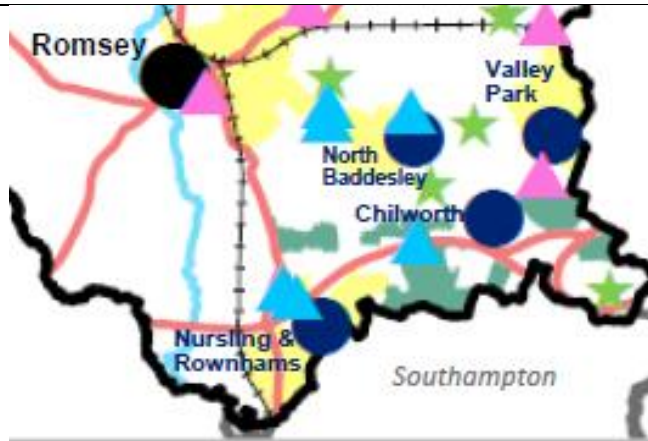 Romsey
Valley
Park
North
Baddesley
Chilworth
Nursling &
Rownhams
Southampton